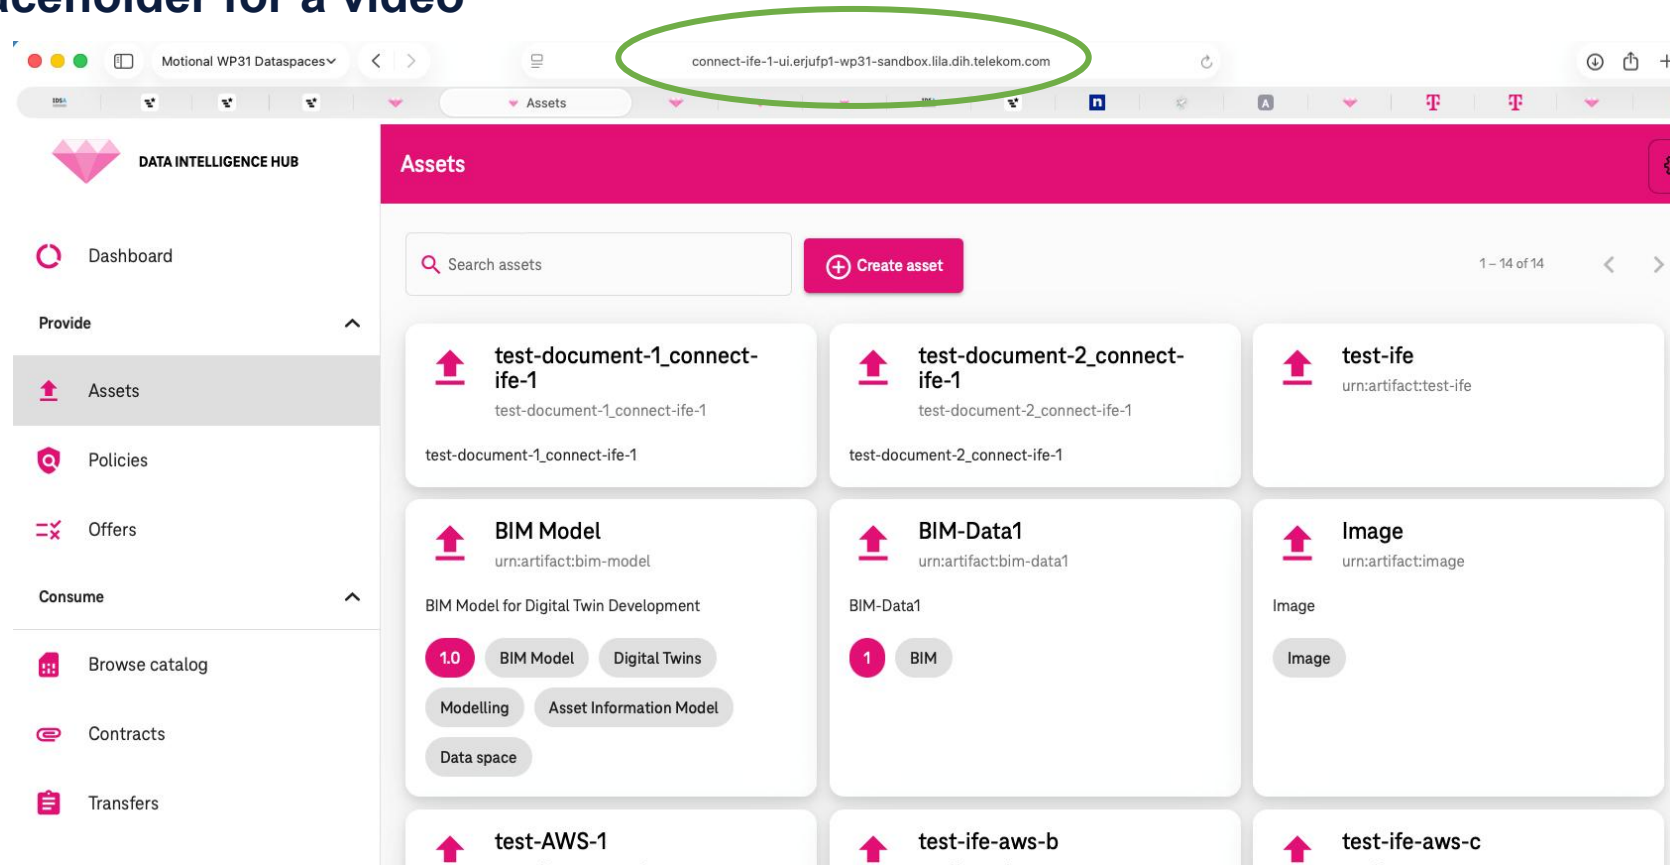 aceholder for a video
Motional WP31 Dataspaces
connect-ife-1-ui.erjufp1-wp31-sandbox.lila.dih.telekom.com
IDSA
Assets
n
A
T
T
DATA INTELLIGENCE HUB
Assets
Dashboard
Search assets
Create asset
1 – 14 of 14
Provide
Assets
Policies
Offers
Consume
Browse catalog
Contracts
Transfers
test-document-1_connect-
ife-1
test-document-1_connect-ife-1
test-document-1_connect-ife-1
test-document-2_connect-
ife-1
test-document-2_connect-ife-1
test-document-2_connect-ife-1
test-ife
urn:artifact:test-ife
BIM Model
urn:artifact:bim-model
BIM Model for Digital Twin Development
1.0 BIM Model Digital Twins
Modelling Asset Information Model
Data space
BIM-Data1
urn:artifact:bim-data1
BIM-Data1
1 BIM
Image
urn:artifact:image
Image
Image
test-AWS-1
test-ife-aws-b
test-ife-aws-c